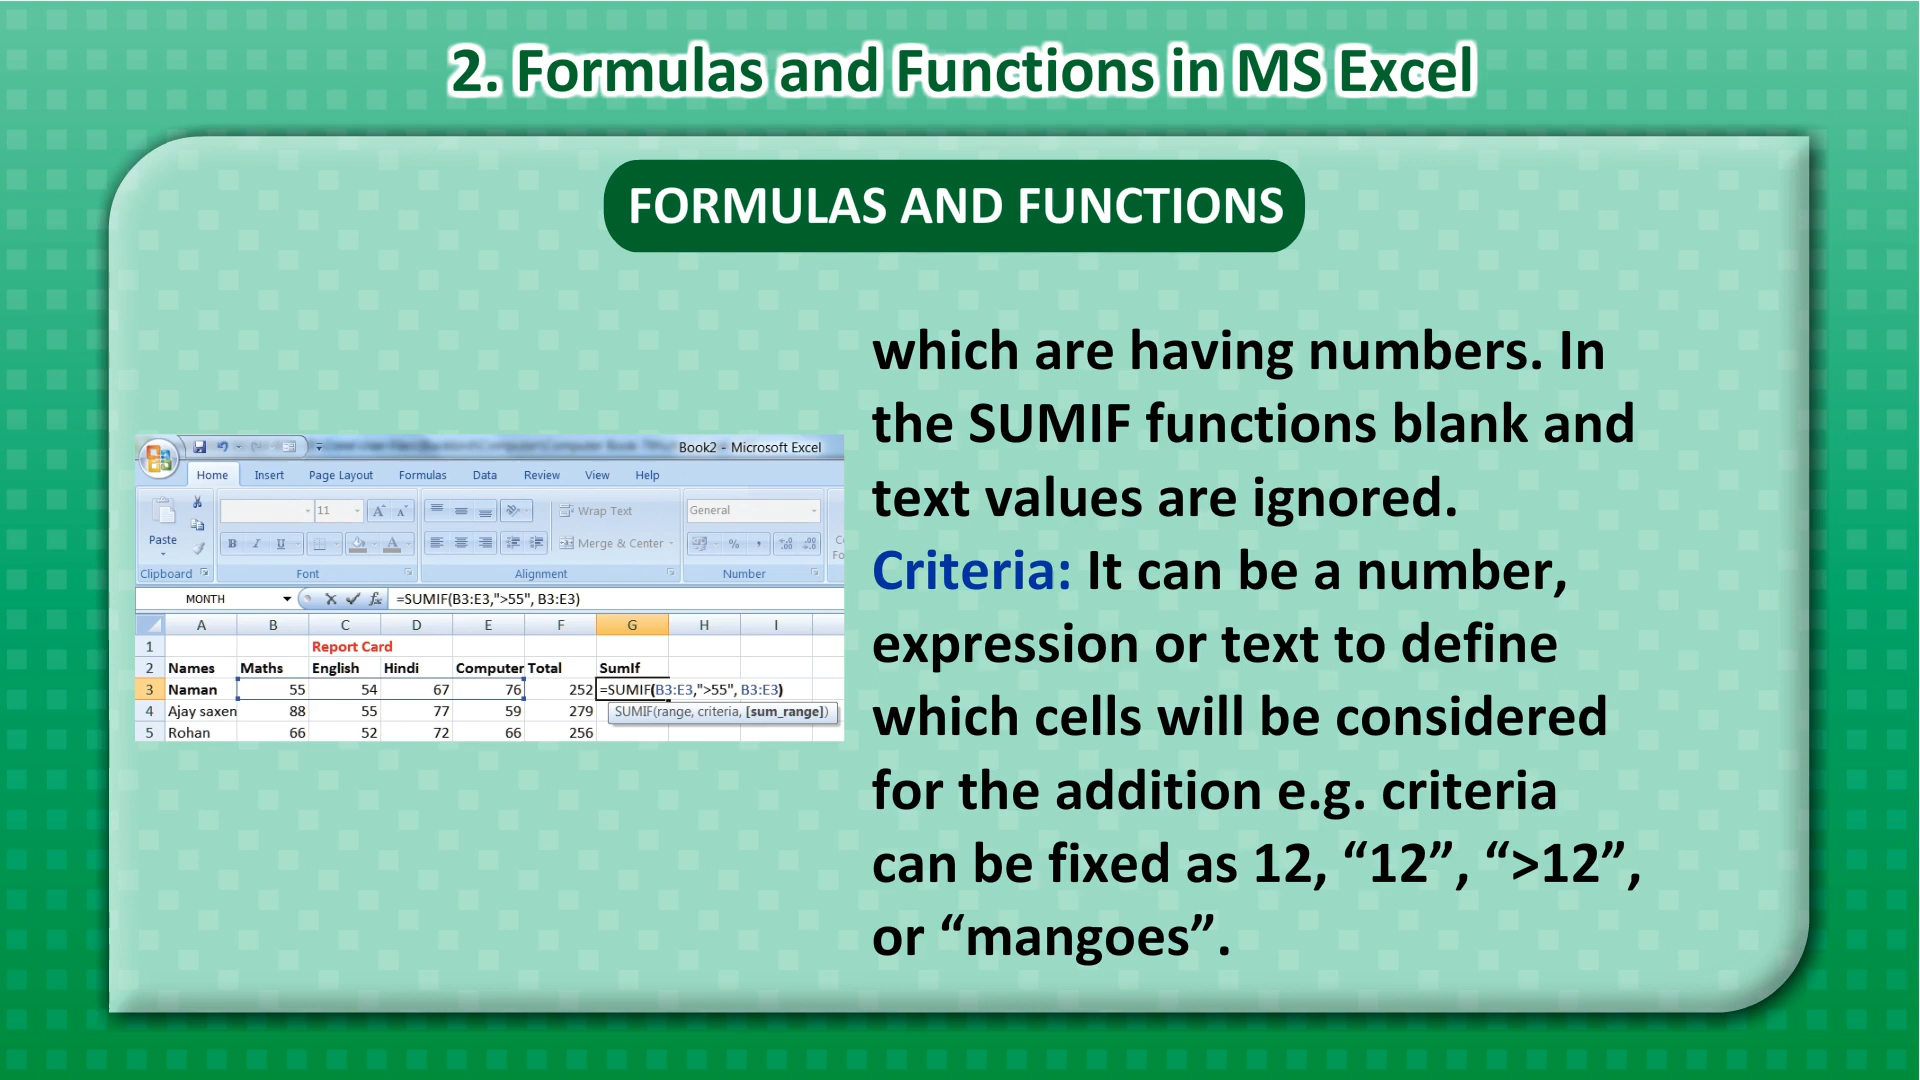 2. Formulas and Functions in MS Excel
FORMULAS AND FUNCTIONS
which are having numbers. In
the SUMIF functions blank and
text values are ignored.
Criteria: It can be a number,
expression or text to define
which cells will be considered
for the addition e.g. criteria
can be fixed as 12, “12”, “>12”,
or “mangoes”.
Book2 - Microsoft Excel
Home Insert Page Layout Formulas Data Review View Help
11 A A Wrap Text General
Paste B I U A Merge & Center % ,
Clipboard Font Alignment Number
MONTH fx =SUMIF(B3:E3,">55", B3:E3)
A B C D E F G H I
1 Report Card
2 Names Maths English Hindi Computer Total SumIf
3 Naman 55 54 67 76 252 =SUMIF(B3:E3,">55", B3:E3)
4 Ajay saxen 88 55 77 59 279 SUMIF(range, criteria, [sum_range])
5 Rohan 66 52 72 66 256